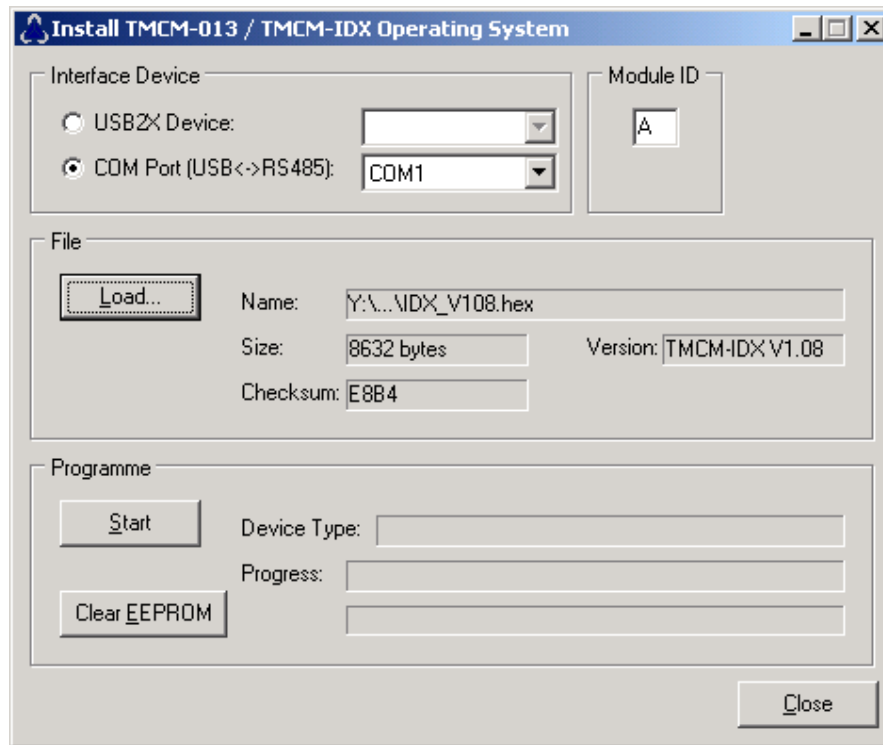 Install TMCM-013 / TMCM-IDX Operating System
Interface Device
Module ID
USB2X Device:
A
COM Port (USB<->RS485):
COM1
File
Load...
Name:
Y:\...\IDX_V108.hex
Size:
8632 bytes
Version:
TMCM-IDX V1.08
Checksum:
E8B4
Programme
Start
Device Type:
Progress:
Clear EEPROM
Close